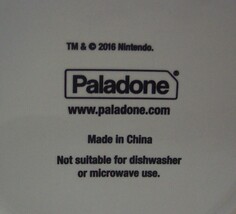 TM & © 2016 Nintendo.
Paladone
www.paladone.com
Made in China
Not suitable for dishwasher
or microwave use.